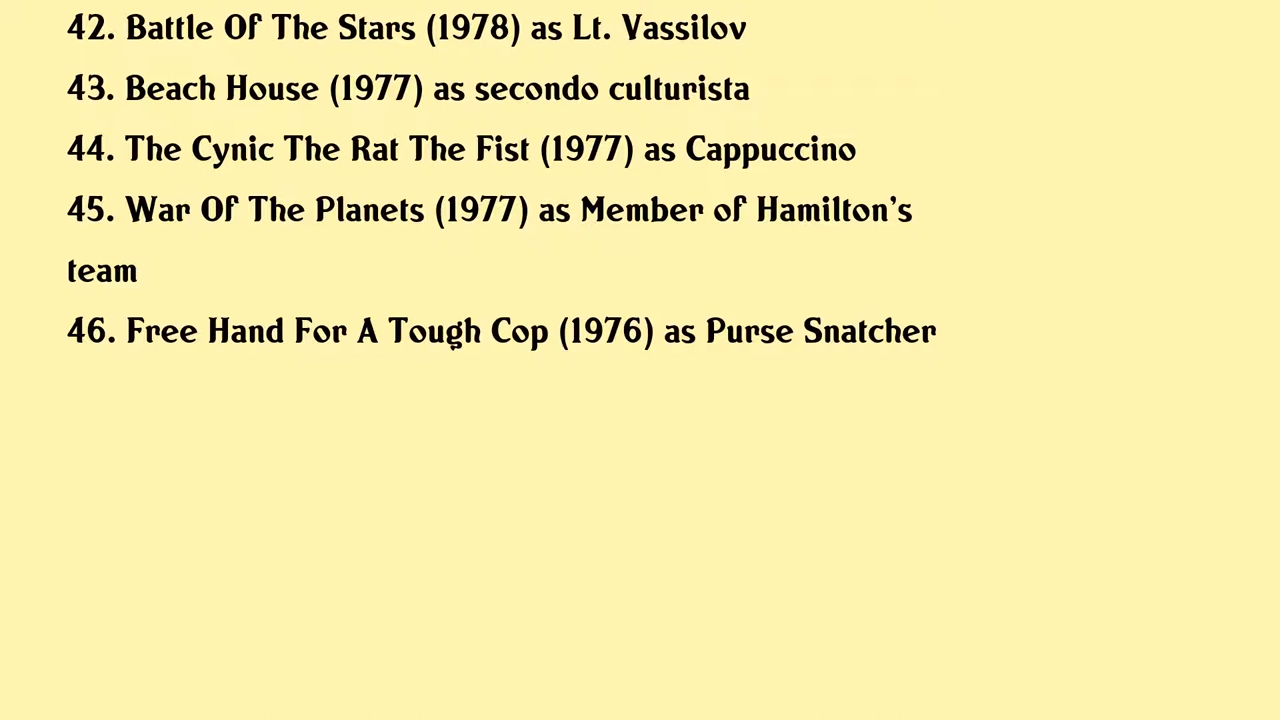 42. Battle Of The Stars (1978) as Lt. Vassilov
43. Beach House (1977) as secondo culturista
44. The Cynic The Rat The Fist (1977) as Cappuccino
45. War Of The Planets (1977) as Member of Hamilton's
team
46. Free Hand For A Tough Cop (1976) as Purse Snatcher